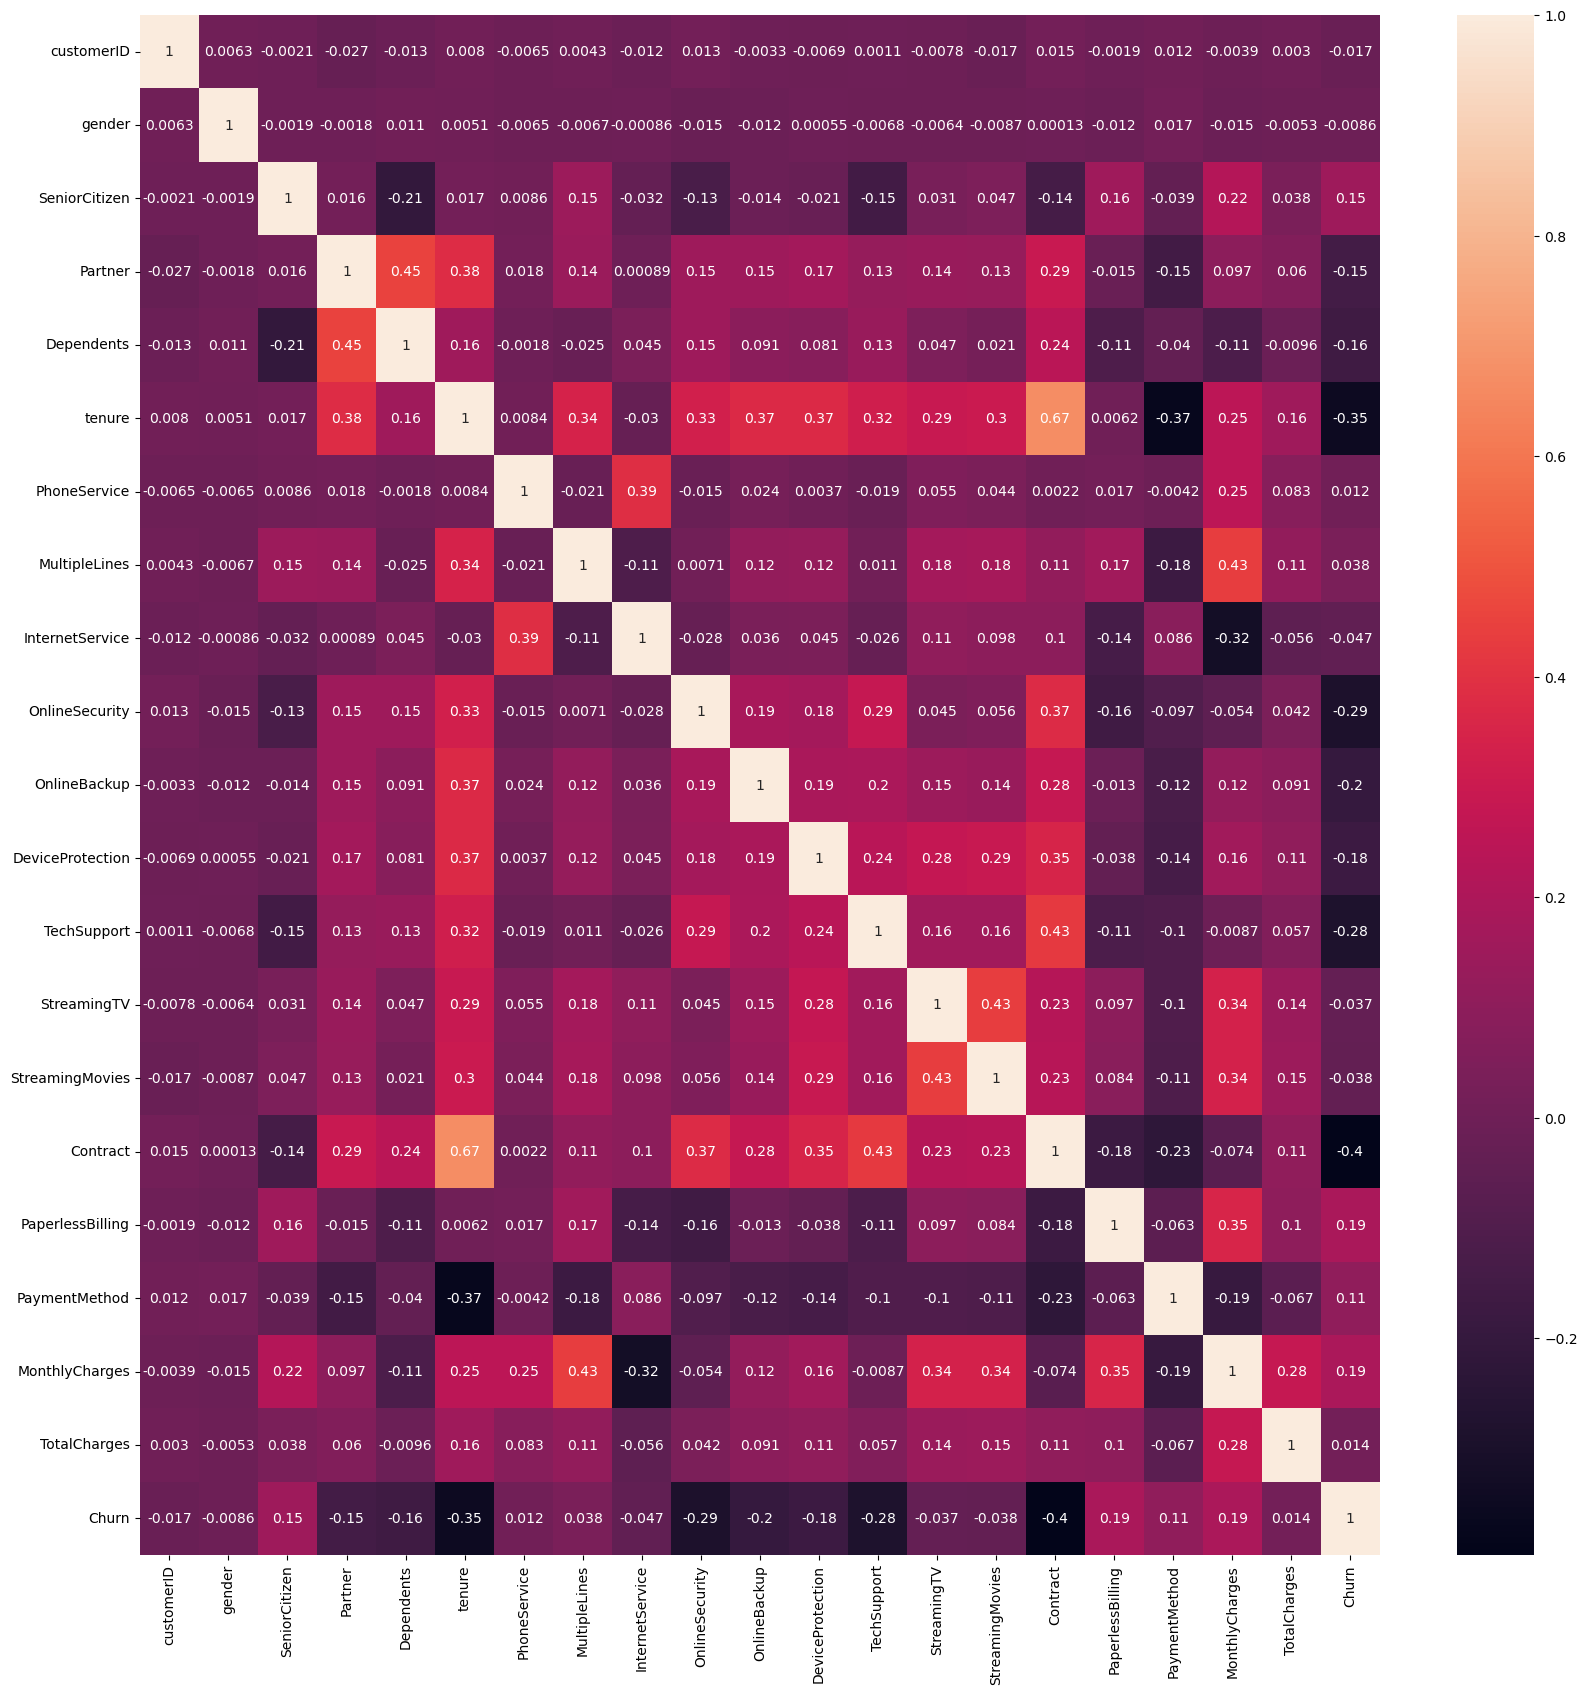 customerID 1 0.0063 -0.0021 -0.027 -0.013 0.008 -0.0065 0.0043 -0.012 0.013 -0.0033 -0.0069 0.0011 -0.0078 -0.017 0.015 -0.0019 0.012 -0.0039 0.003 -0.017
gender 0.0063 1 -0.0019 -0.0018 0.011 0.0051 -0.0065 -0.0067 -0.00086 -0.015 -0.012 0.00055 -0.0068 -0.0064 -0.0087 0.00013 -0.012 0.017 -0.015 -0.0053 -0.0086
SeniorCitizen -0.0021 -0.0019 1 0.016 -0.21 0.017 0.0086 0.15 -0.032 -0.13 -0.014 -0.021 -0.15 0.031 0.047 -0.14 0.16 -0.039 0.22 0.038 0.15
Partner -0.027 -0.0018 0.016 1 0.45 0.38 0.018 0.14 0.00089 0.15 0.15 0.17 0.13 0.14 0.13 0.29 -0.015 -0.15 0.097 0.06 -0.15
Dependents -0.013 0.011 -0.21 0.45 1 0.16 -0.0018 -0.025 0.045 0.15 0.091 0.081 0.13 0.047 0.021 0.24 -0.11 -0.04 -0.11 -0.0096 -0.16
tenure 0.008 0.0051 0.017 0.38 0.16 1 0.0084 0.34 -0.03 0.33 0.37 0.37 0.32 0.29 0.3 0.67 0.0062 -0.37 0.25 0.16 -0.35
PhoneService -0.0065 -0.0065 0.0086 0.018 -0.0018 0.0084 1 -0.021 0.39 -0.015 0.024 0.0037 -0.019 0.055 0.044 0.0022 0.017 -0.0042 0.25 0.083 0.012
MultipleLines 0.0043 -0.0067 0.15 0.14 -0.025 0.34 -0.021 1 -0.11 0.0071 0.12 0.12 0.011 0.18 0.18 0.11 0.17 -0.18 0.43 0.11 0.038
InternetService -0.012 -0.00086 -0.032 0.00089 0.045 -0.03 0.39 -0.11 1 -0.028 0.036 0.045 -0.026 0.11 0.098 0.1 -0.14 0.086 -0.32 -0.056 -0.047
OnlineSecurity 0.013 -0.015 -0.13 0.15 0.15 0.33 -0.015 0.0071 -0.028 1 0.19 0.18 0.29 0.045 0.056 0.37 -0.16 -0.097 -0.054 0.042 -0.29
OnlineBackup -0.0033 -0.012 -0.014 0.15 0.091 0.37 0.024 0.12 0.036 0.19 1 0.19 0.2 0.15 0.14 0.28 -0.013 -0.12 0.12 0.091 -0.2
DeviceProtection -0.0069 0.00055 -0.021 0.17 0.081 0.37 0.0037 0.12 0.045 0.18 0.19 1 0.24 0.28 0.29 0.35 -0.038 -0.14 0.16 0.11 -0.18
TechSupport 0.0011 -0.0068 -0.15 0.13 0.13 0.32 -0.019 0.011 -0.026 0.29 0.2 0.24 1 0.16 0.16 0.43 -0.11 -0.1 -0.0087 0.057 -0.28
StreamingTV -0.0078 -0.0064 0.031 0.14 0.047 0.29 0.055 0.18 0.11 0.045 0.15 0.28 0.16 1 0.43 0.23 0.097 -0.1 0.34 0.14 -0.037
StreamingMovies -0.017 -0.0087 0.047 0.13 0.021 0.3 0.044 0.18 0.098 0.056 0.14 0.29 0.16 0.43 1 0.23 0.084 -0.11 0.34 0.15 -0.038
Contract 0.015 0.00013 -0.14 0.29 0.24 0.67 0.0022 0.11 0.1 0.37 0.28 0.35 0.43 0.23 0.23 1 -0.18 -0.23 -0.074 0.11 -0.4
PaperlessBilling -0.0019 -0.012 0.16 -0.015 -0.11 0.0062 0.017 0.17 -0.14 -0.16 -0.013 -0.038 -0.11 0.097 0.084 -0.18 1 -0.063 0.35 0.1 0.19
PaymentMethod 0.012 0.017 -0.039 -0.15 -0.04 -0.37 -0.0042 -0.18 0.086 -0.097 -0.12 -0.14 -0.1 -0.1 -0.11 -0.23 -0.063 1 -0.19 -0.067 0.11
MonthlyCharges -0.0039 -0.015 0.22 0.097 -0.11 0.25 0.25 0.43 -0.32 -0.054 0.12 0.16 -0.0087 0.34 0.34 -0.074 0.35 -0.19 1 0.28 0.19
TotalCharges 0.003 -0.0053 0.038 0.06 -0.0096 0.16 0.083 0.11 -0.056 0.042 0.091 0.11 0.057 0.14 0.15 0.11 0.1 -0.067 0.28 1 0.014
Churn -0.017 -0.0086 0.15 -0.15 -0.16 -0.35 0.012 0.038 -0.047 -0.29 -0.2 -0.18 -0.28 -0.037 -0.038 -0.4 0.19 0.11 0.19 0.014 1
customerID
gender
SeniorCitizen
Partner
Dependents
tenure
PhoneService
MultipleLines
InternetService
OnlineSecurity
OnlineBackup
DeviceProtection
TechSupport
StreamingTV
StreamingMovies
Contract
PaperlessBilling
PaymentMethod
MonthlyCharges
TotalCharges
Churn
1.0
0.8
0.6
0.4
0.2
0.0
−0.2